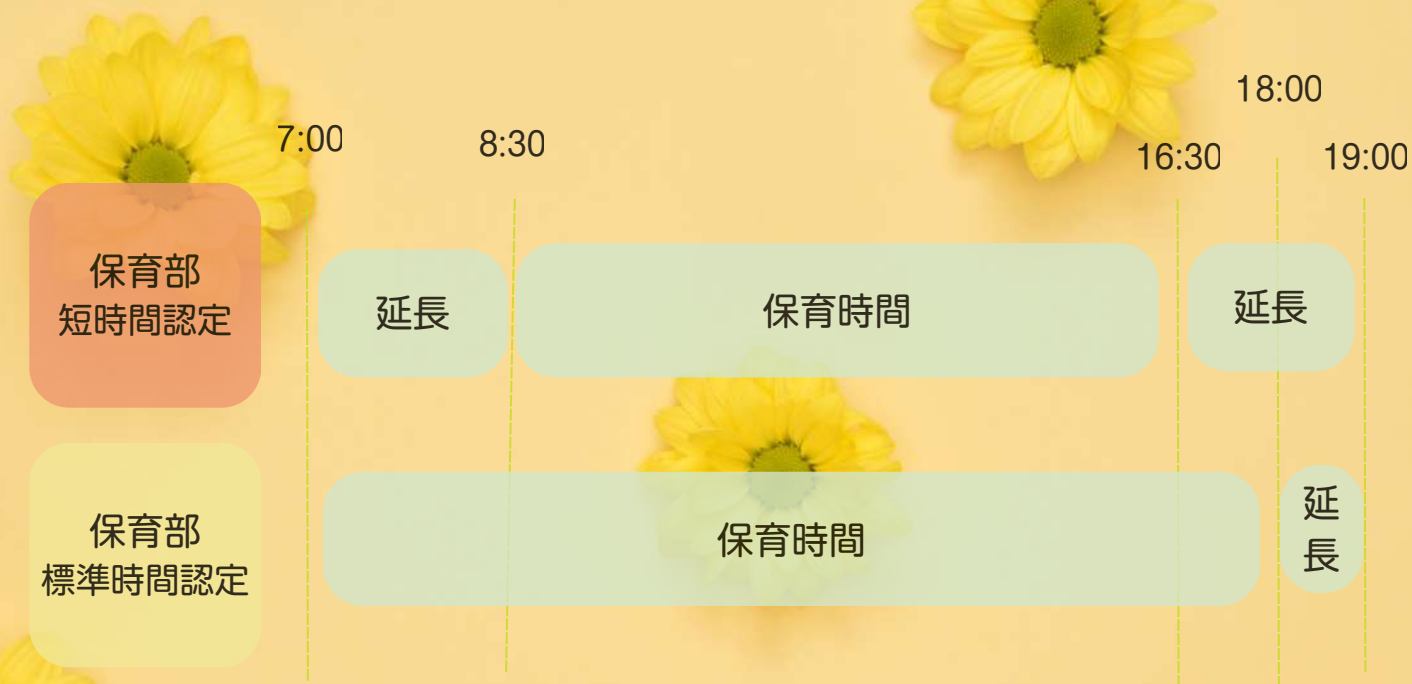 7:00
8:30
16:30
18:00
19:00
保育部
短時間認定
延長
保育時間
延長
保育部
標準時間認定
保育時間
延
長